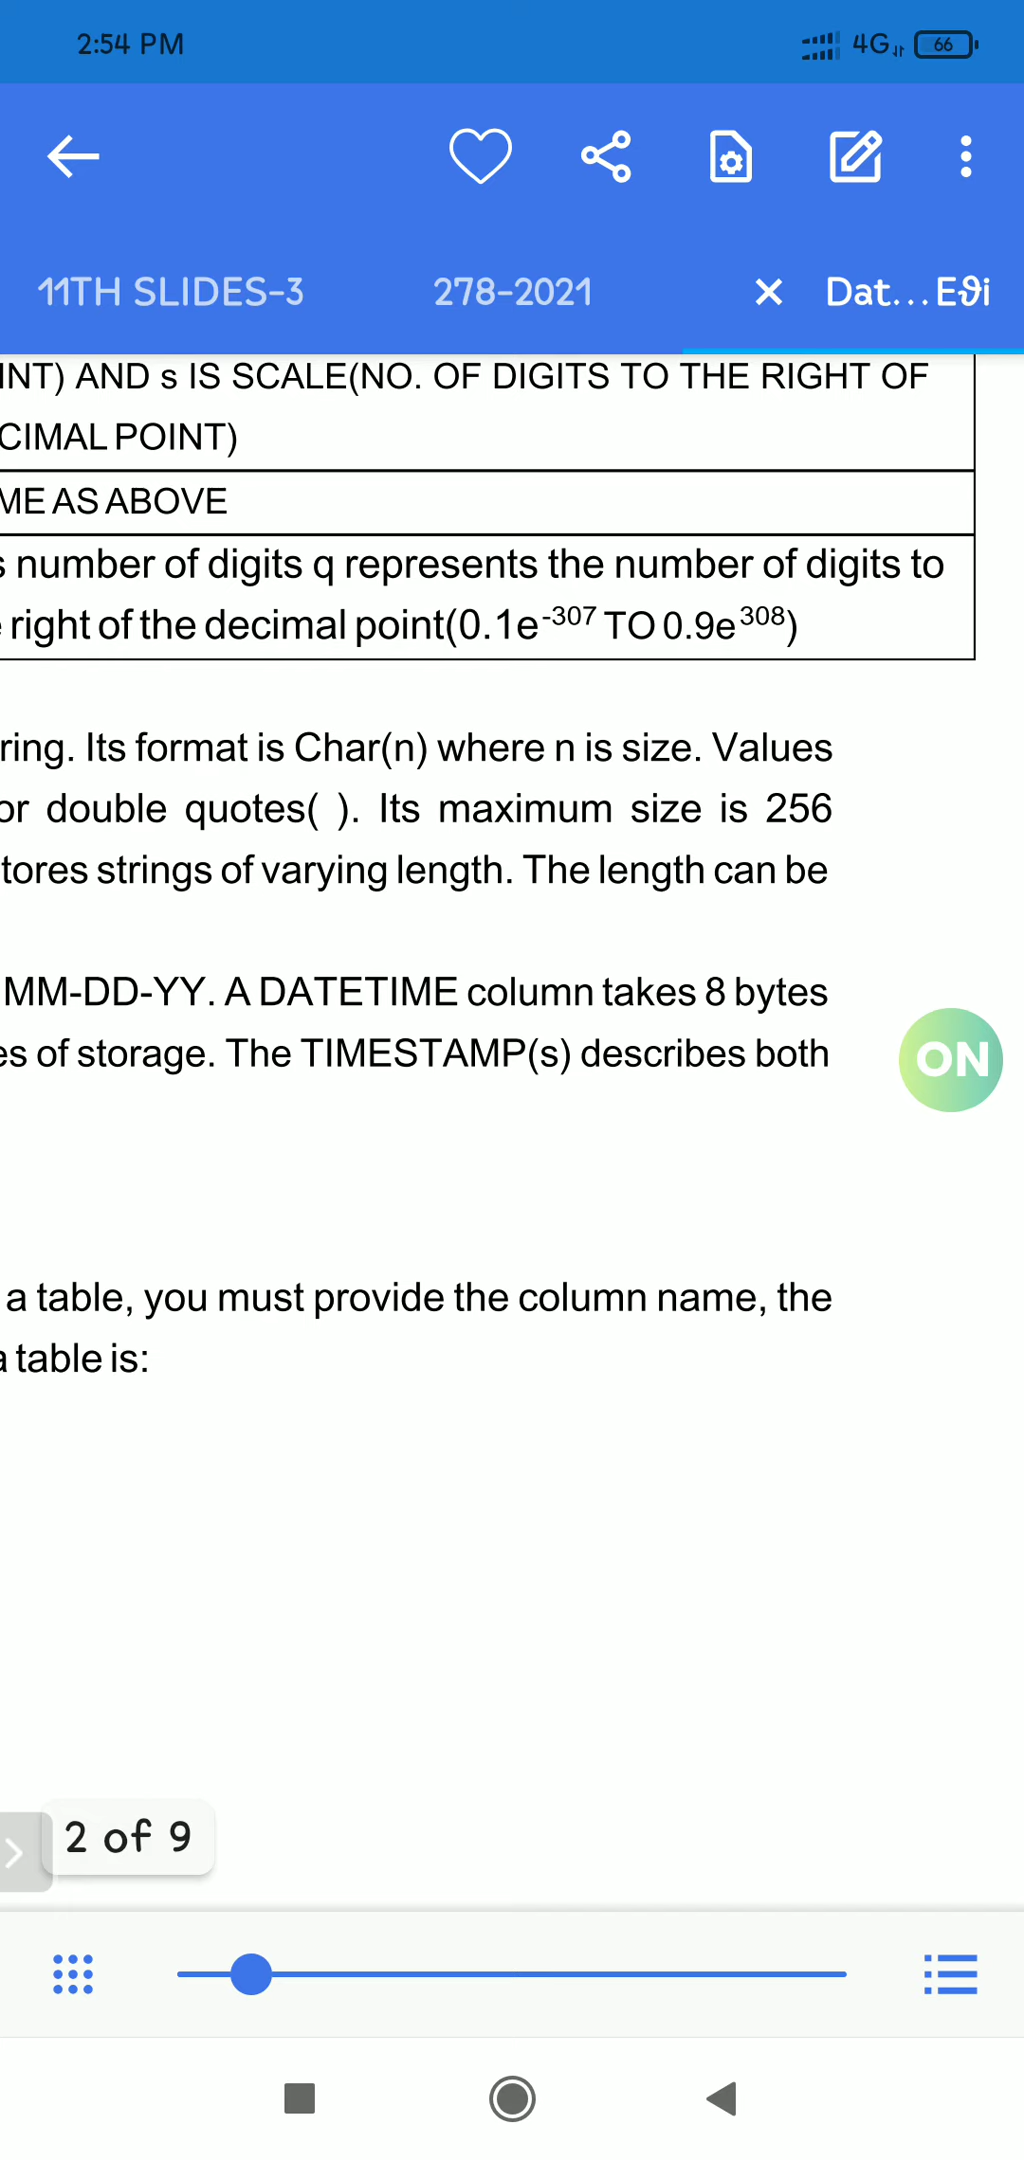 2:54 PM 4G 66
11TH SLIDES-3 278-2021 Dat...Eმi
INT) AND s IS SCALE(NO. OF DIGITS TO THE RIGHT OF
CIMAL POINT)
ME AS ABOVE
s number of digits q represents the number of digits to
e right of the decimal point(0.1e-307 TO 0.9e308)
ring. Its format is Char(n) where n is size. Values
or double quotes( ). Its maximum size is 256
tores strings of varying length. The length can be
MM-DD-YY. A DATETIME column takes 8 bytes
es of storage. The TIMESTAMP(s) describes both
ON
a table, you must provide the column name, the
a table is:
2 of 9